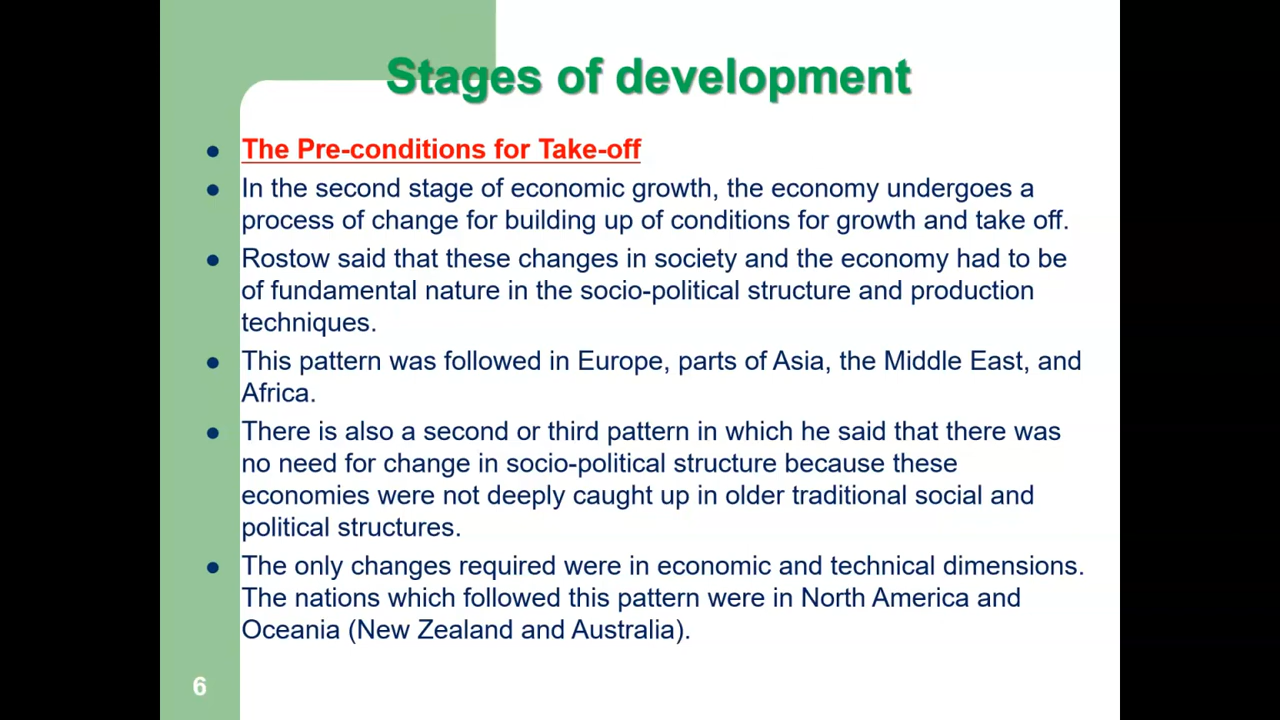 Stages of development
● The Pre-conditions for Take-off
● In the second stage of economic growth, the economy undergoes a
process of change for building up of conditions for growth and take off.
● Rostow said that these changes in society and the economy had to be
of fundamental nature in the socio-political structure and production
techniques.
● This pattern was followed in Europe, parts of Asia, the Middle East, and
Africa.
● There is also a second or third pattern in which he said that there was
no need for change in socio-political structure because these
economies were not deeply caught up in older traditional social and
political structures.
● The only changes required were in economic and technical dimensions.
The nations which followed this pattern were in North America and
Oceania (New Zealand and Australia).
6